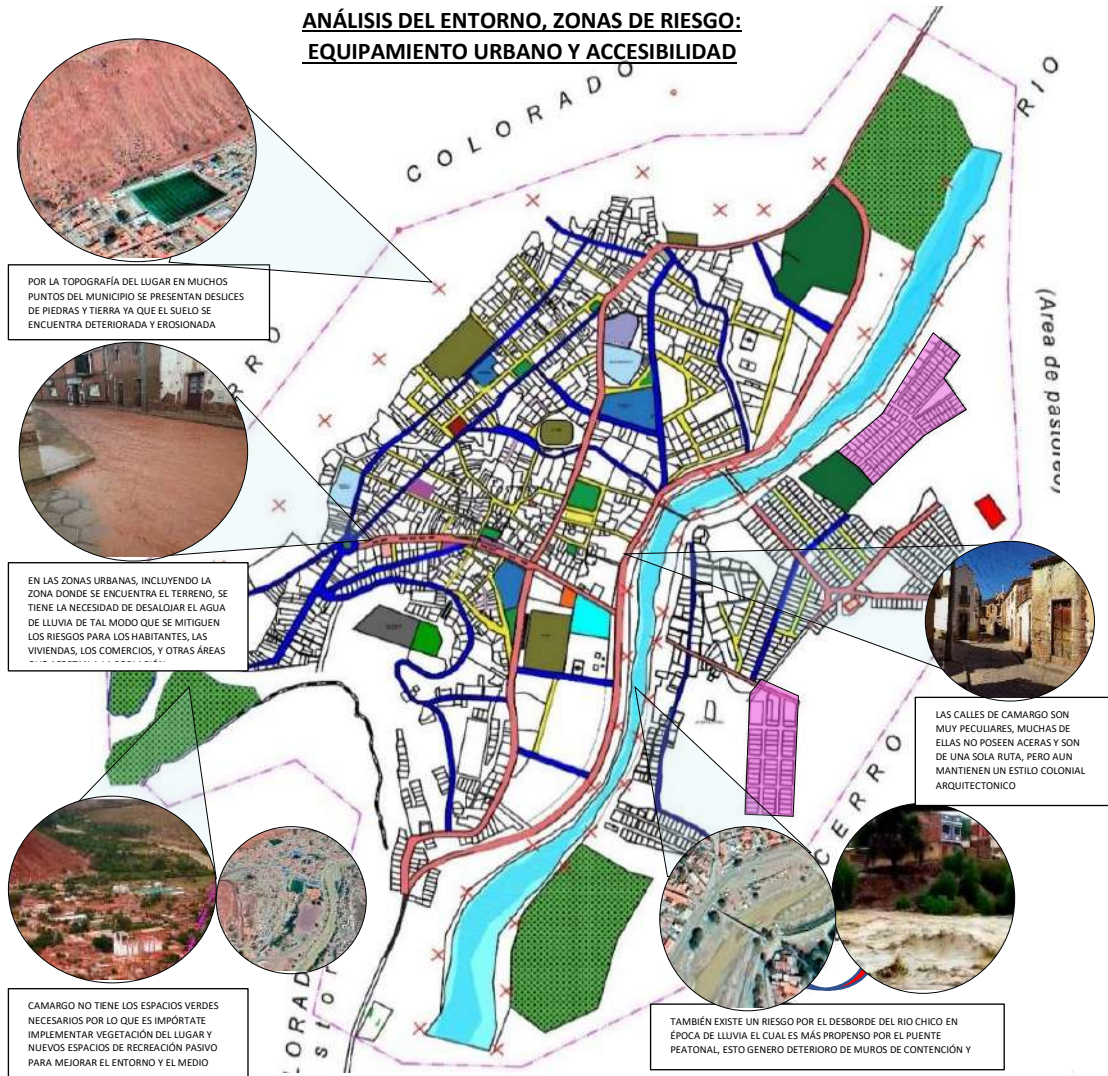 ANÁLISIS DEL ENTORNO, ZONAS DE RIESGO:
EQUIPAMIENTO URBANO Y ACCESIBILIDAD
COLORADO
RIO
POR LA TOPOGRAFÍA DEL LUGAR EN MUCHOS
PUNTOS DEL MUNICIPIO SE PRESENTAN DESLICES
DE PIEDRAS Y TIERRA YA QUE EL SUELO SE
ENCUENTRA DETERIORADA Y EROSIONADA
(Area de pastoreo)
RRO
EN LAS ZONAS URBANAS, INCLUYENDO LA
ZONA DONDE SE ENCUENTRA EL TERRENO, SE
TIENE LA NECESIDAD DE DESALOJAR EL AGUA
DE LLUVIA DE TAL MODO QUE SE MITIGUEN
LOS RIESGOS PARA LOS HABITANTES, LAS
VIVIENDAS, LOS COMERCIOS, Y OTRAS ÁREAS
LAS CALLES DE CAMARGO SON
MUY PECULIARES, MUCHAS DE
ELLAS NO POSEEN ACERAS Y SON
DE UNA SOLA RUTA, PERO AUN
MANTIENEN UN ESTILO COLONIAL
ARQUITECTONICO
CERRO
CAMARGO NO TIENE LOS ESPACIOS VERDES
NECESARIOS POR LO QUE ES IMPÓRTATE
IMPLEMENTAR VEGETACIÓN DEL LUGAR Y
NUEVOS ESPACIOS DE RECREACIÓN PASIVO
PARA MEJORAR EL ENTORNO Y EL MEDIO
LORADO
stor
TAMBIÉN EXISTE UN RIESGO POR EL DESBORDE DEL RIO CHICO EN
ÉPOCA DE LLUVIA EL CUAL ES MÁS PROPENSO POR EL PUENTE
PEATONAL, ESTO GENERO DETERIORO DE MUROS DE CONTENCIÓN Y